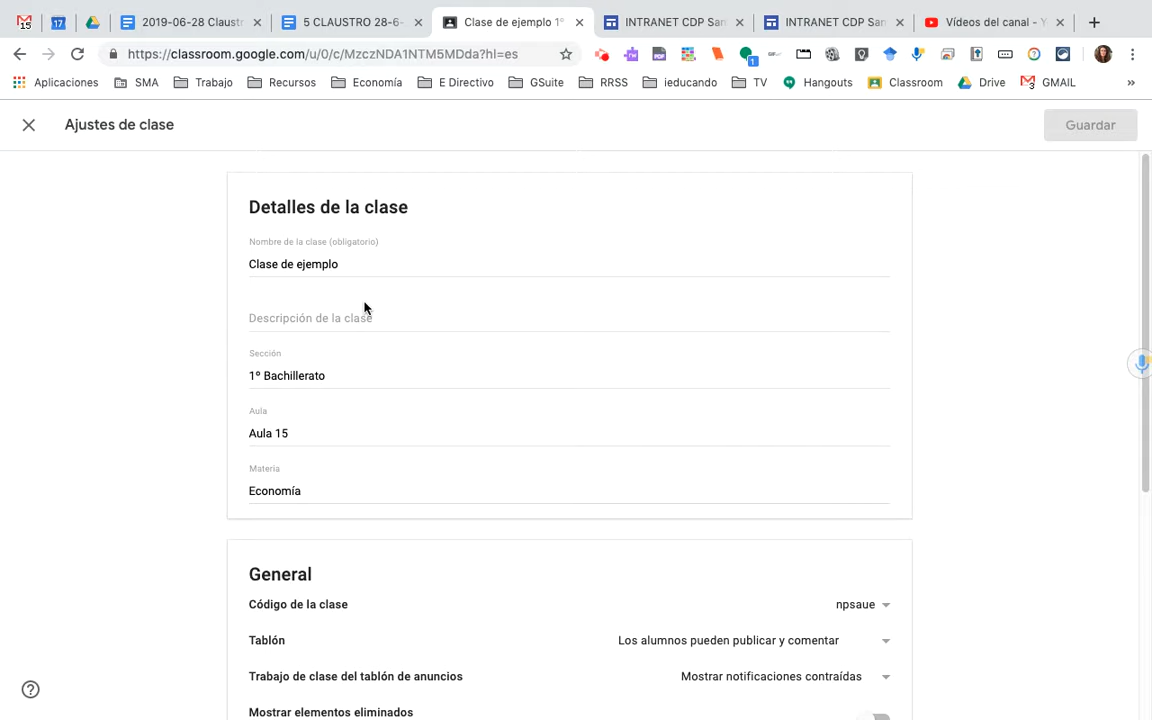 2019-06-28 Claustr
5 CLAUSTRO 28-6-
Clase de ejemplo 1º
INTRANET CDP San
INTRANET CDP San
Vídeos del canal - Y
https://classroom.google.com/u/0/c/MzczNDA1NTM5MDda?hl=es
Aplicaciones
SMA
Trabajo
Recursos
Economía
E Directivo
GSuite
RRSS
ieducando
TV
Hangouts
Classroom
Drive
GMAIL
Ajustes de clase
Guardar
Detalles de la clase
Nombre de la clase (obligatorio)
Clase de ejemplo
Descripción de la clase
Sección
1º Bachillerato
Aula
Aula 15
Materia
Economía
General
Código de la clase
npsaue
Tablón
Los alumnos pueden publicar y comentar
Trabajo de clase del tablón de anuncios
Mostrar notificaciones contraídas
Mostrar elementos eliminados